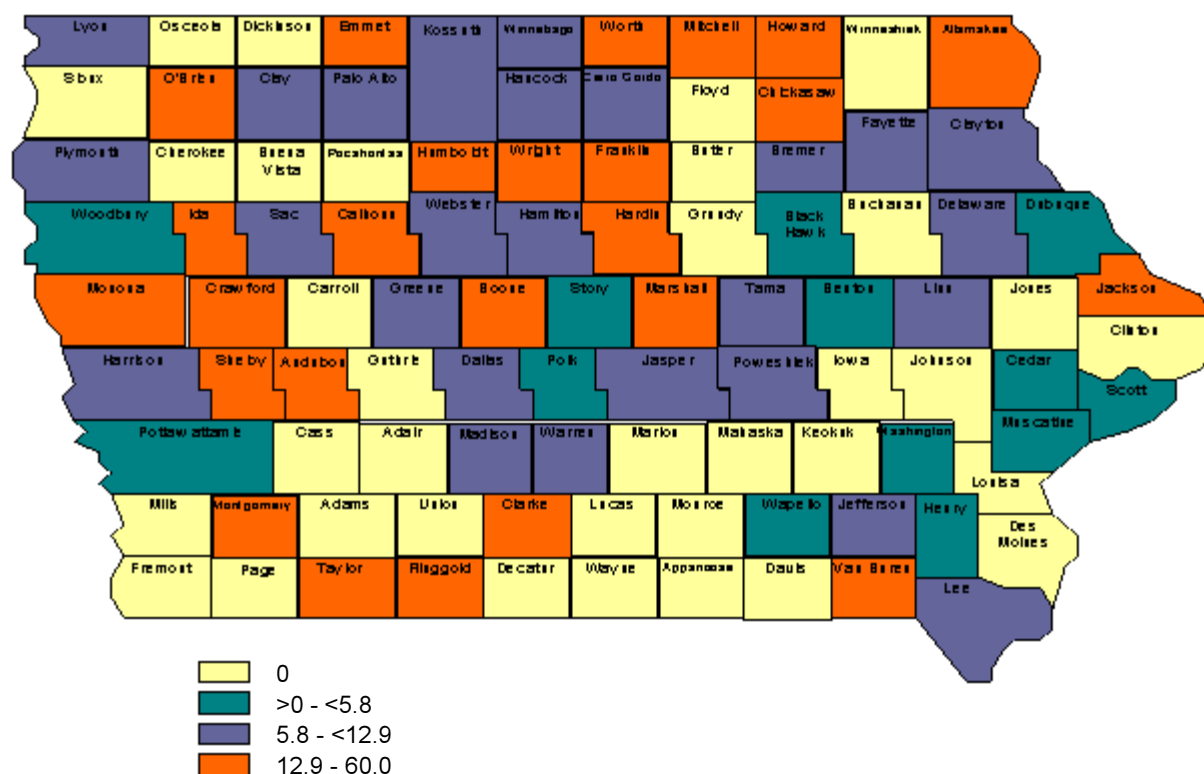 Lyon Osceola Dickinson Emmet Kossuth Winnebago Worth Mitchell Howard Winneshiek Allamakee
Sioux O'Brien Clay Palo Alto Hancock Cerro Gordo Floyd Chickasaw
Fayette Clayton
Plymouth Cherokee Buena Vista Pocahontas Humboldt Wright Franklin Butler Bremer
Woodbury Ida Sac Calhoun Webster Hamilton Hardin Grundy Black Hawk Buchanan Delaware Dubuque
Monona Crawford Carroll Greene Boone Story Marshall Tama Benton Linn Jones Jackson
Clinton
Harrison Shelby Audubon Guthrie Dallas Polk Jasper Poweshiek Iowa Johnson Cedar Scott
Pottawattamie Cass Adair Madison Warren Marion Mahaska Keokuk Washington Muscatine
Louisa
Mills Montgomery Adams Union Clarke Lucas Monroe Wapello Jefferson Henry Des Moines
Fremont Page Taylor Ringgold Decatur Wayne Appanoose Davis Van Buren Lee
0
>0 - <5.8
5.8 - <12.9
12.9 - 60.0